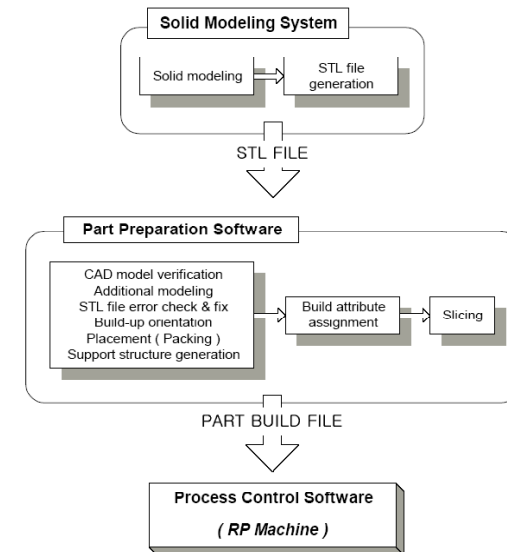 Solid Modeling System
Solid modeling
STL file
generation
STL FILE
Part Preparation Software
CAD model verification
Additional modeling
STL file error check & fix
Build-up orientation
Placement ( Packing )
Support structure generation
Build attribute
assignment
Slicing
PART BUILD FILE
Process Control Software
( RP Machine )